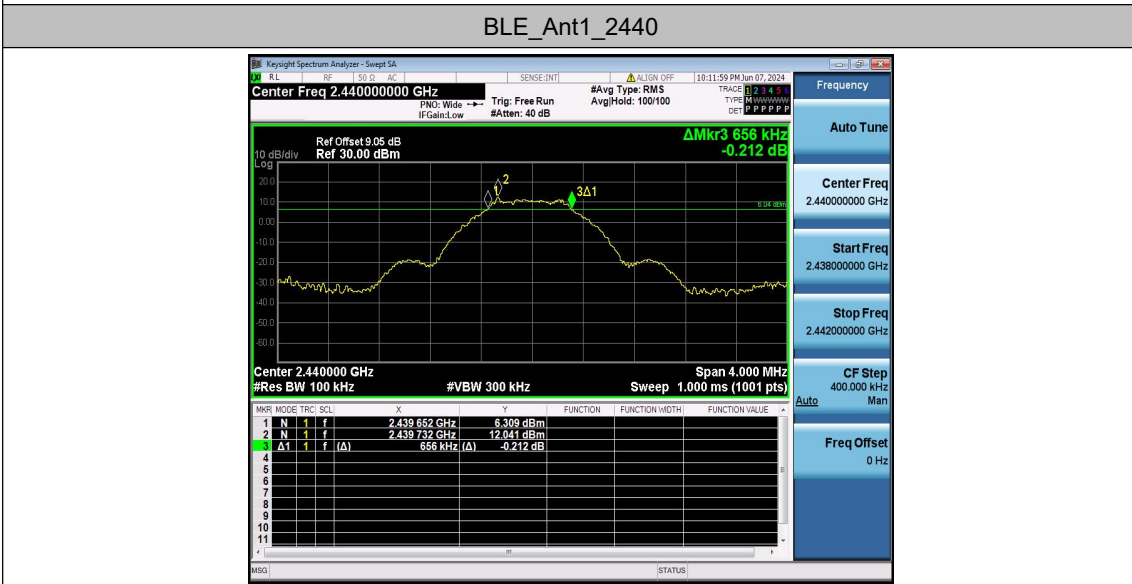 BLE_Ant1_2440
Keysight Spectrum Analyzer - Swept SA
RL RF 50 Ω AC SENSE:INT ALIGN OFF 10:11:59 PM Jun 07, 2024
Center Freq 2.440000000 GHz #Avg Type: RMS TRACE 1 2 3 4 5 6
PNO: Wide Trig: Free Run Avg|Hold: 100/100 TYPE M WWWWW
IFGain:Low #Atten: 40 dB DET P P P P P P
Frequency
Auto Tune
Center Freq
2.440000000 GHz
Start Freq
2.438000000 GHz
Stop Freq
2.442000000 GHz
CF Step
400.000 kHz
Auto Man
Freq Offset
0 Hz
ΔMkr3 656 kHz
-0.212 dB
Ref Offset 9.05 dB
10 dB/div Ref 30.00 dBm
Log
20.0
10.0
0.00
-10.0
-20.0
-30.0
-40.0
-50.0
-60.0
1
2
3Δ1
6.04 dBm
Center 2.440000 GHz Span 4.000 MHz
#Res BW 100 kHz #VBW 300 kHz Sweep 1.000 ms (1001 pts)
MKR MODE TRC SCL X Y FUNCTION FUNCTION WIDTH FUNCTION VALUE
1 N 1 f 2.439 652 GHz 6.309 dBm
2 N 1 f 2.439 732 GHz 12.041 dBm
3 Δ1 1 f (Δ) 656 kHz (Δ) -0.212 dB
4
5
6
7
8
9
10
11
MSG STATUS